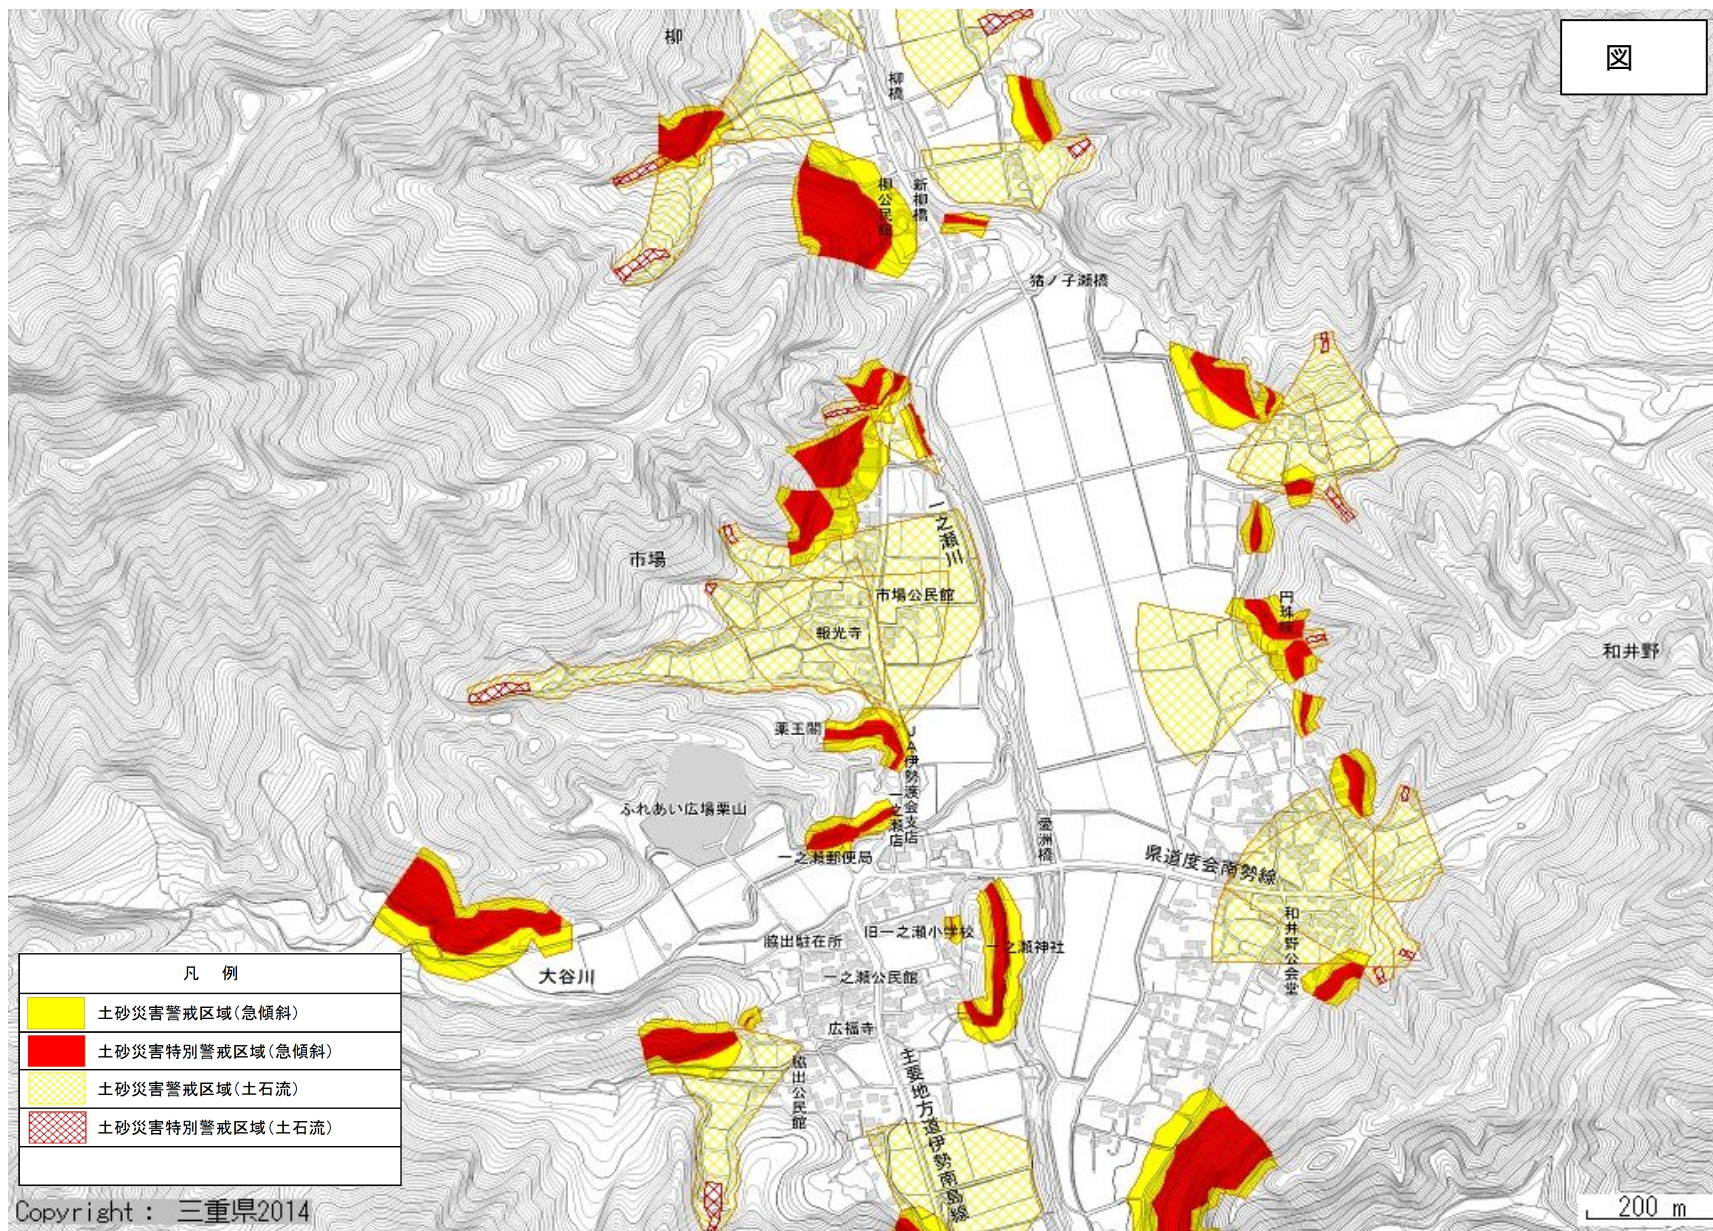 図
柳
柳橋
柳公民館
新柳橋
猪ノ子瀬橋
一之瀬川
市場
市場公民館
報光寺
円珠院
和井野
薬王閣
JA伊勢度会支店
一之瀬店
ふれあい広場栗山
愛洲橋
一之瀬郵便局
県道度会南勢線
旧一之瀬小学校
脇出駐在所
一之瀬神社
和井野公会堂
一之瀬公民館
大谷川
広福寺
脇出公民館
主要地方道伊勢南島線
凡 例
土砂災害警戒区域(急傾斜)
土砂災害特別警戒区域(急傾斜)
土砂災害警戒区域(土石流)
土砂災害特別警戒区域(土石流)
Copyright : 三重県2014
200 m